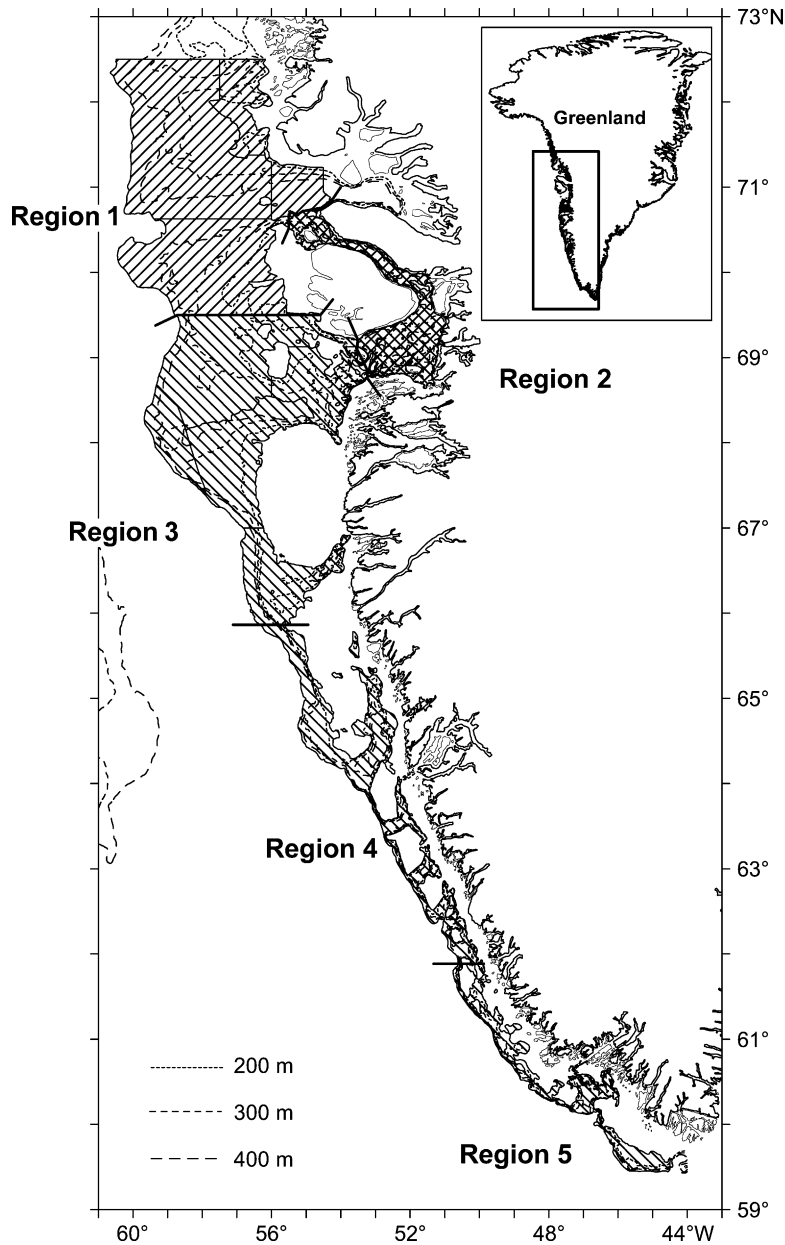 73°N
Greenland
71°
Region 1
69°
Region 2
67°
Region 3
65°
Region 4
63°
61°
200 m
300 m
400 m
Region 5
59°
60°
56°
52°
48°
44°W